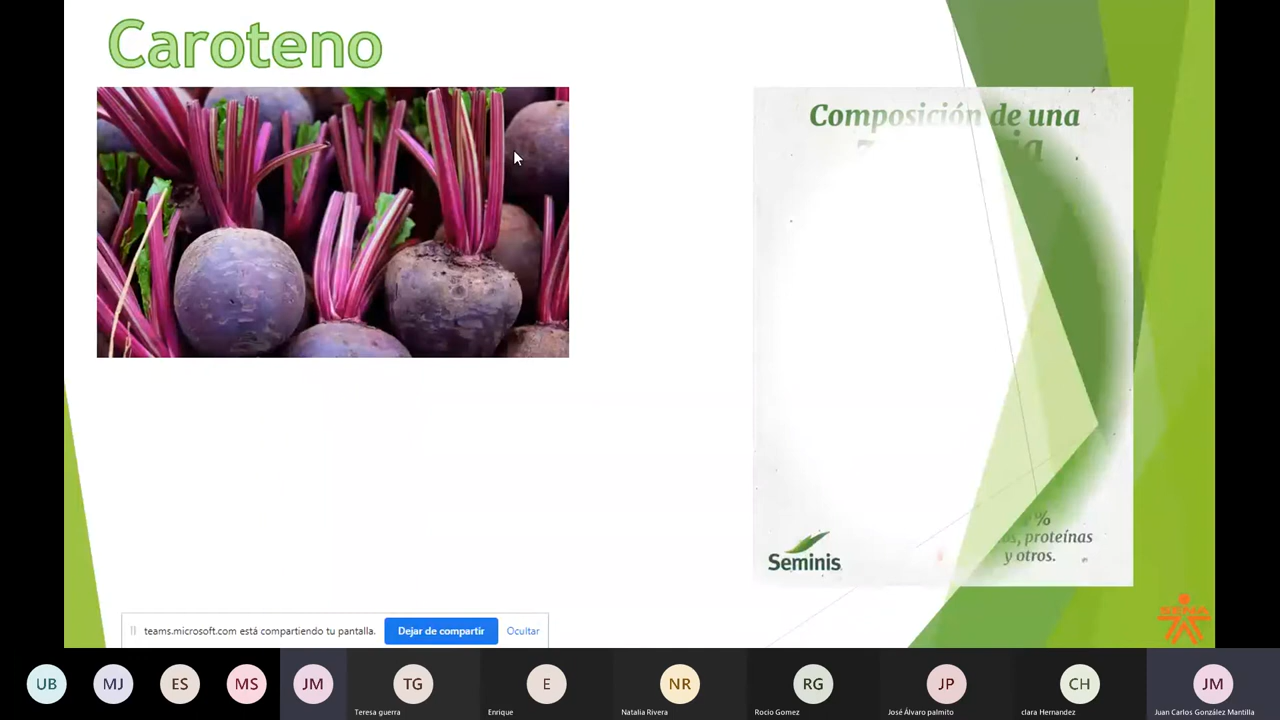 Caroteno
Composición de una
Seminis
%
proteínas
y otros.
SENA
teams.microsoft.com está compartiendo tu pantalla.
Dejar de compartir
Ocultar
UB
MJ
ES
MS
JM
TG
E
NR
RG
JP
CH
JM
Teresa guerra
Enrique
Natalia Rivera
Rocio Gomez
José Álvaro palmito
clara Hernandez
Juan Carlos González Mantilla